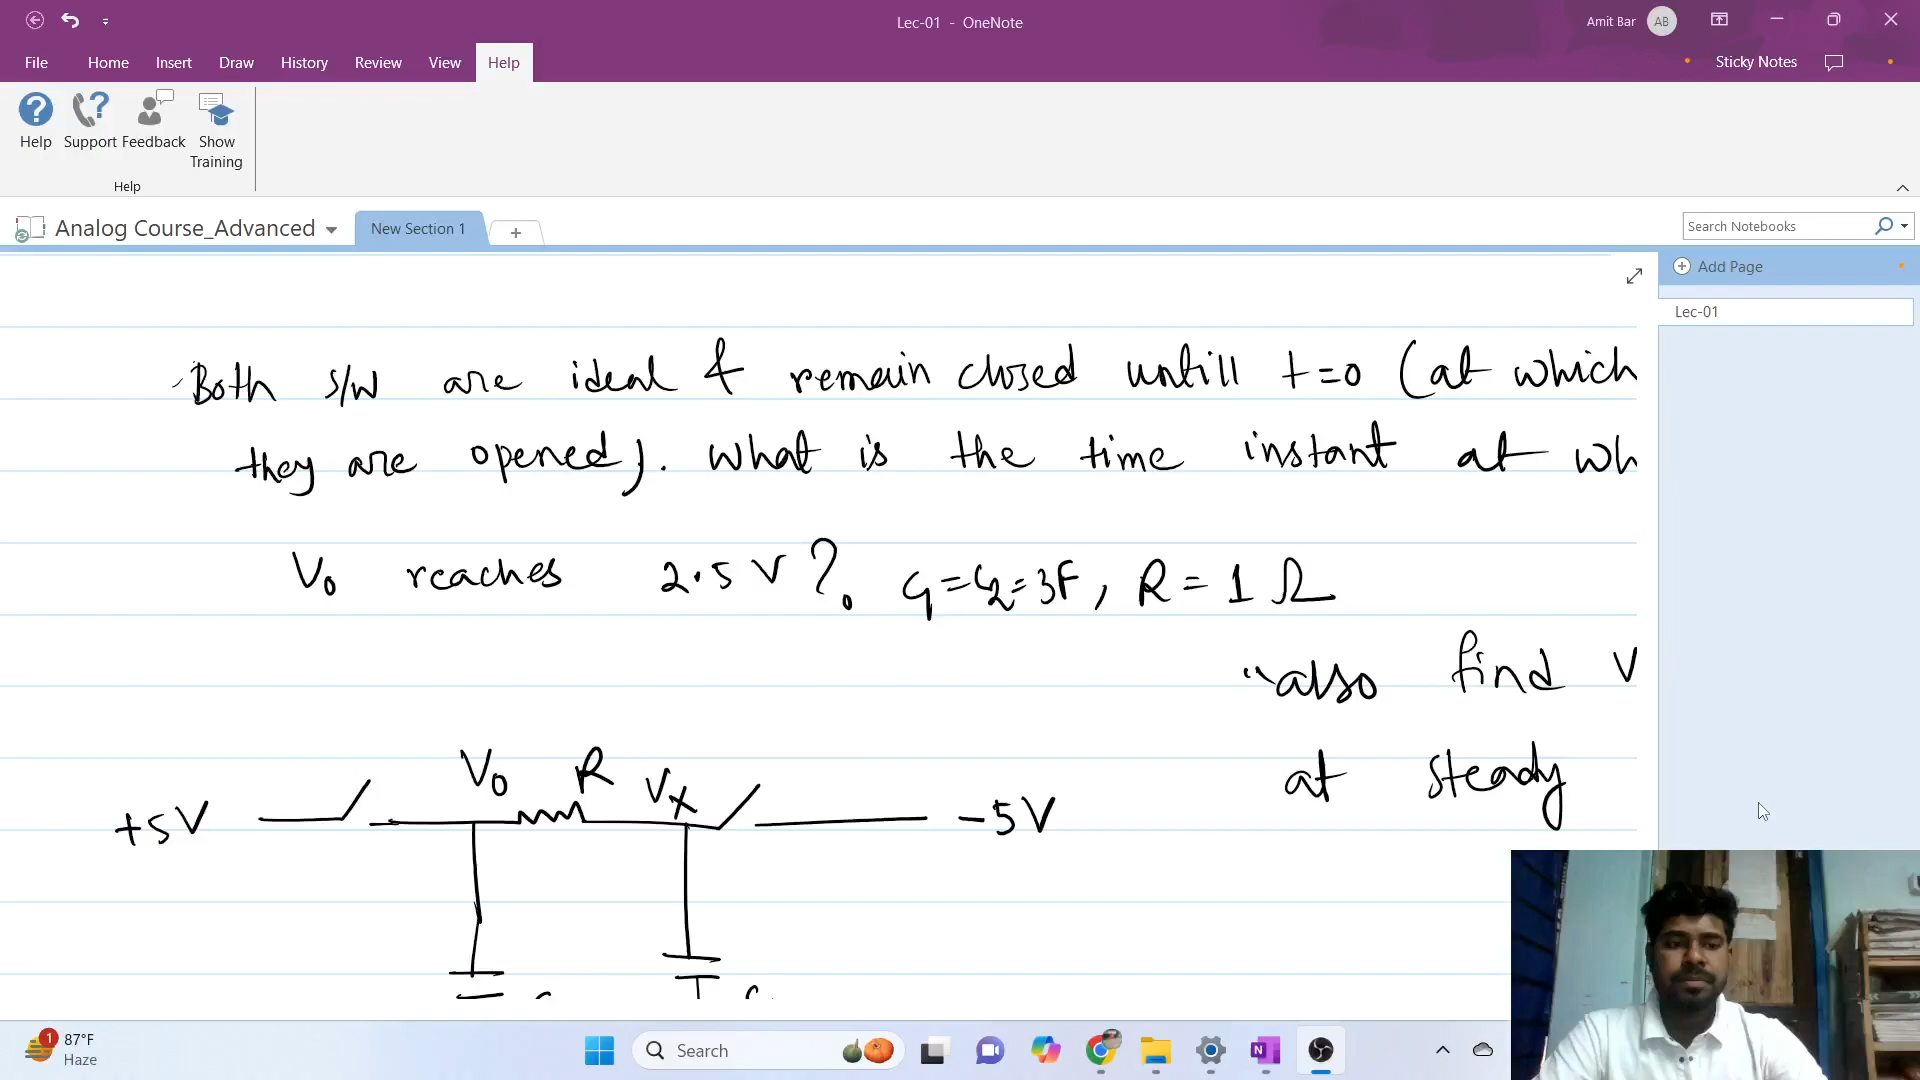 Lec-01 - OneNote
Amit Bar AB
File Home Insert Draw History Review View Help
Sticky Notes
Help Support Feedback Show Training
Help
Analog Course_Advanced New Section 1
Search Notebooks
Add Page
Lec-01
Both s/w are ideal & remain closed untill t=0 (at which
they are opened). What is the time instant at wh
V0 reaches 2.5 V? C1=C2=3F, R = 1 Ω
also find V
at steady
V0 R Vx
+5V -5V
1 87°F
Haze
Search